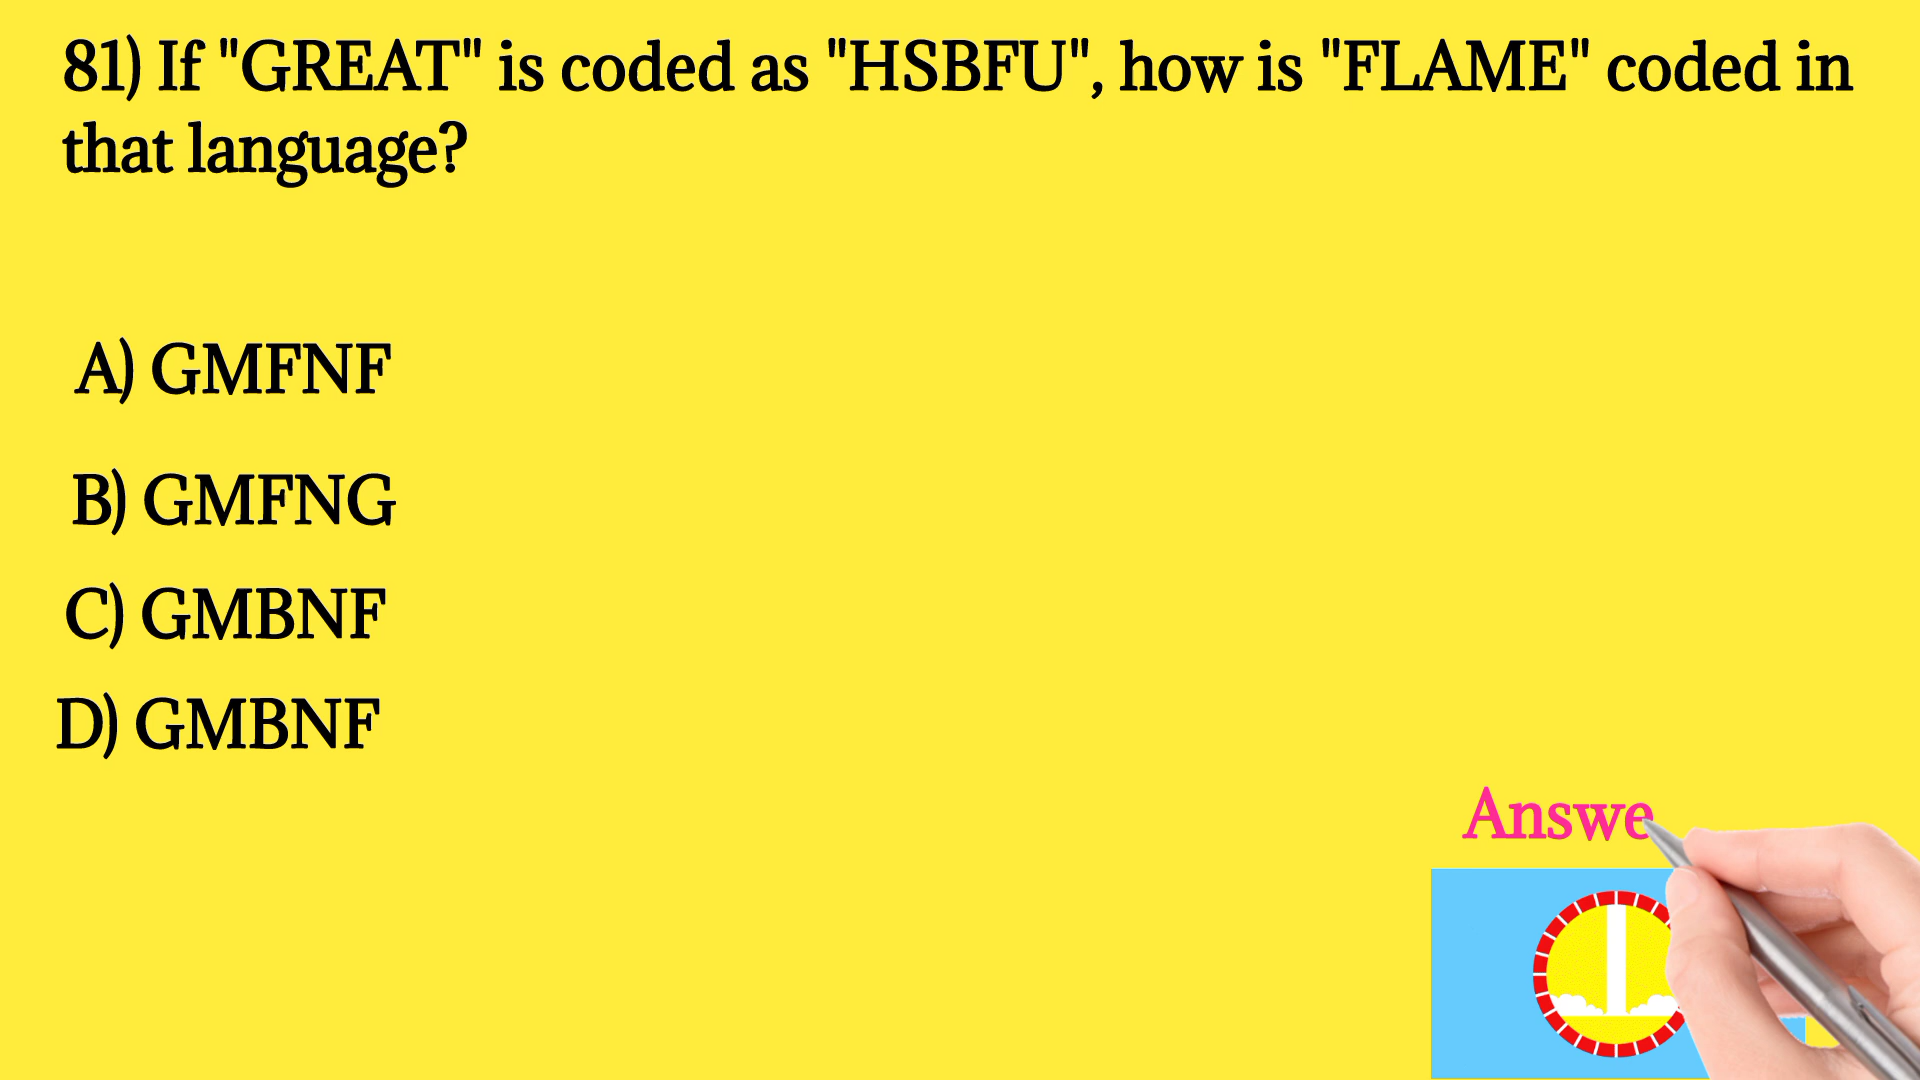 81) If "GREAT" is coded as "HSBFU", how is "FLAME" coded in
that language?
A) GMFNF
B) GMFNG
C) GMBNF
D) GMBNF
Answe